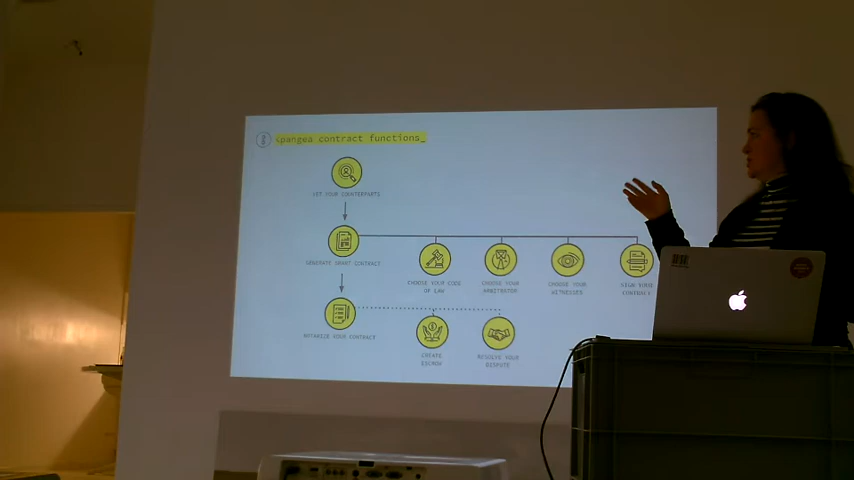 <pangea contract functions_
VET YOUR COUNTERPARTS
GENERATE SMART CONTRACT
CHOOSE YOUR CODE
OF LAW
CHOOSE YOUR
ARBITRATOR
CHOOSE YOUR
WITNESSES
SIGN YOUR
CONTRACT
NOTARIZE YOUR CONTRACT
CREATE
ESCROW
RESOLVE YOUR
DISPUTE